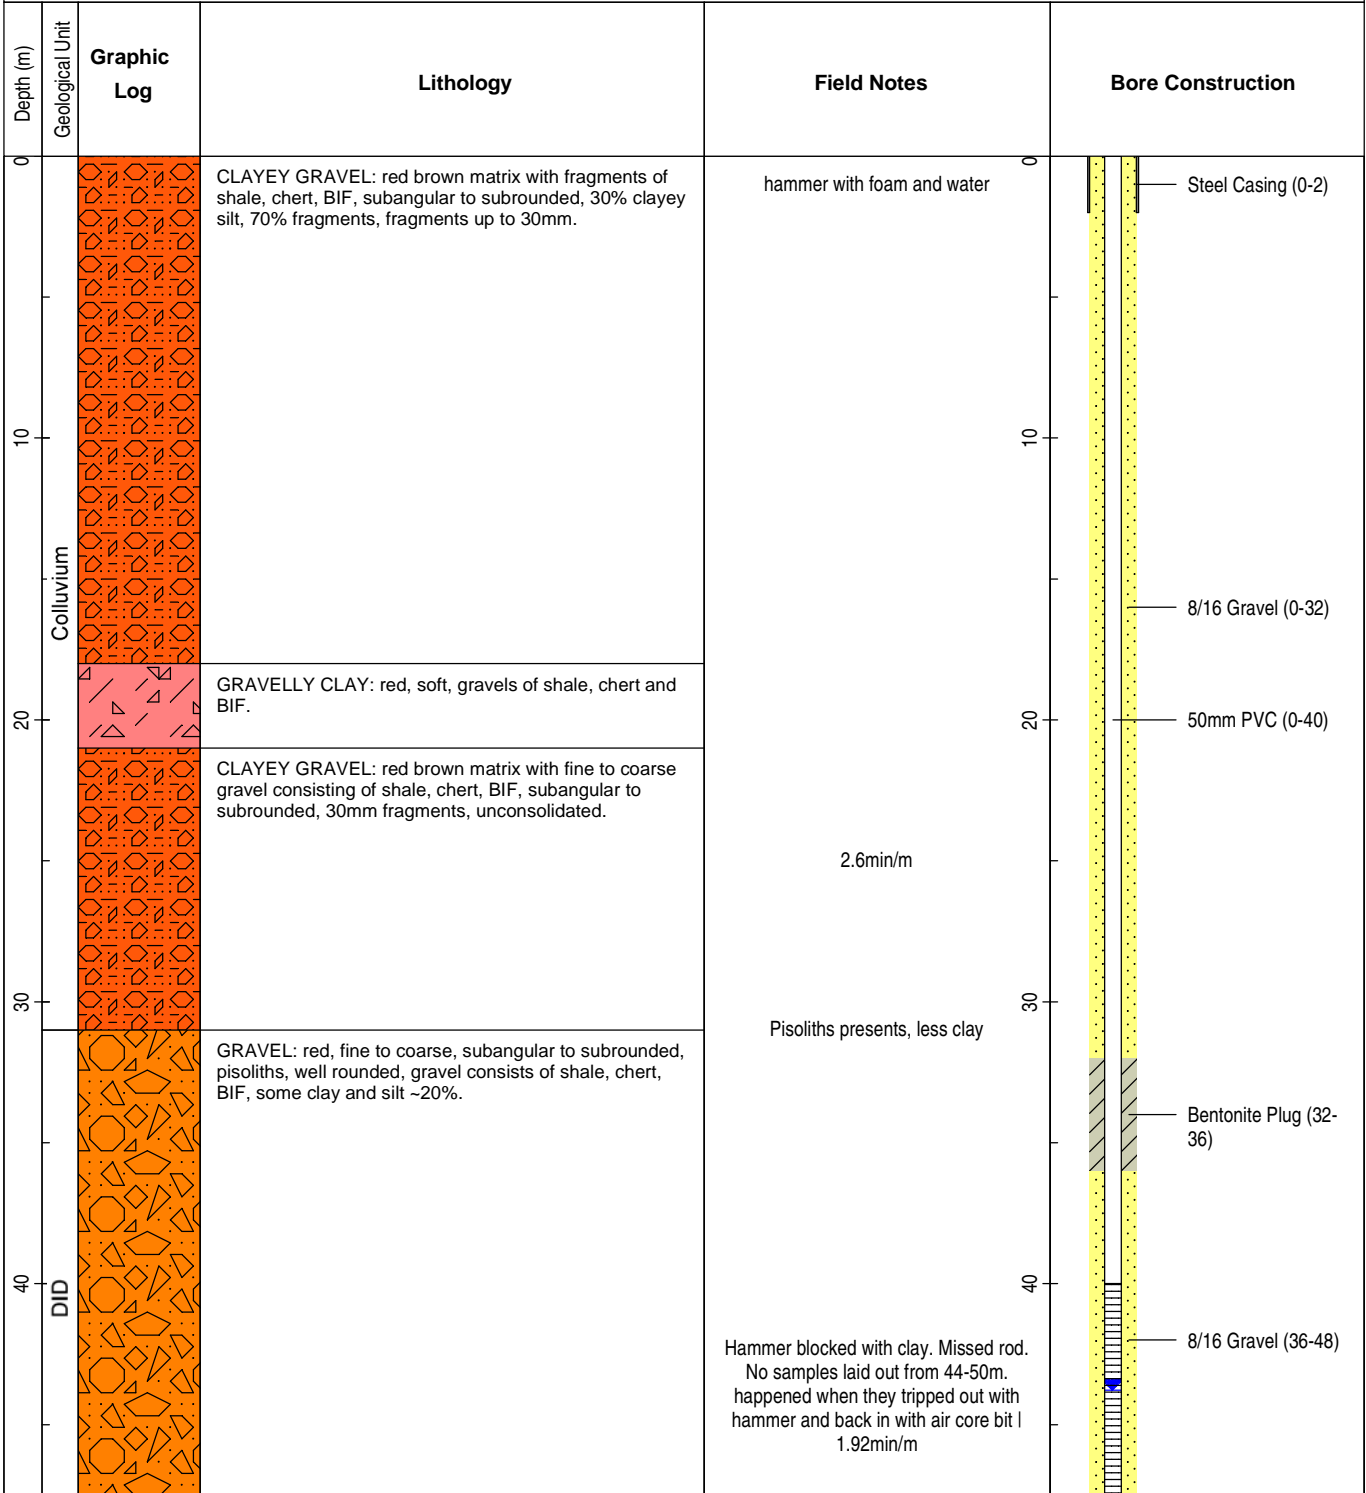 Depth (m)
Geological Unit
Graphic
Log
Lithology
Field Notes
Bore Construction
0
10
20
30
40
Colluvium
DID
CLAYEY GRAVEL: red brown matrix with fragments of
shale, chert, BIF, subangular to subrounded, 30% clayey
silt, 70% fragments, fragments up to 30mm.
GRAVELLY CLAY: red, soft, gravels of shale, chert and
BIF.
CLAYEY GRAVEL: red brown matrix with fine to coarse
gravel consisting of shale, chert, BIF, subangular to
subrounded, 30mm fragments, unconsolidated.
GRAVEL: red, fine to coarse, subangular to subrounded,
pisoliths, well rounded, gravel consists of shale, chert,
BIF, some clay and silt ~20%.
hammer with foam and water
2.6min/m
Pisoliths presents, less clay
Hammer blocked with clay. Missed rod.
No samples laid out from 44-50m.
happened when they tripped out with
hammer and back in with air core bit |
1.92min/m
0
10
20
30
40
Steel Casing (0-2)
8/16 Gravel (0-32)
50mm PVC (0-40)
Bentonite Plug (32-
36)
8/16 Gravel (36-48)